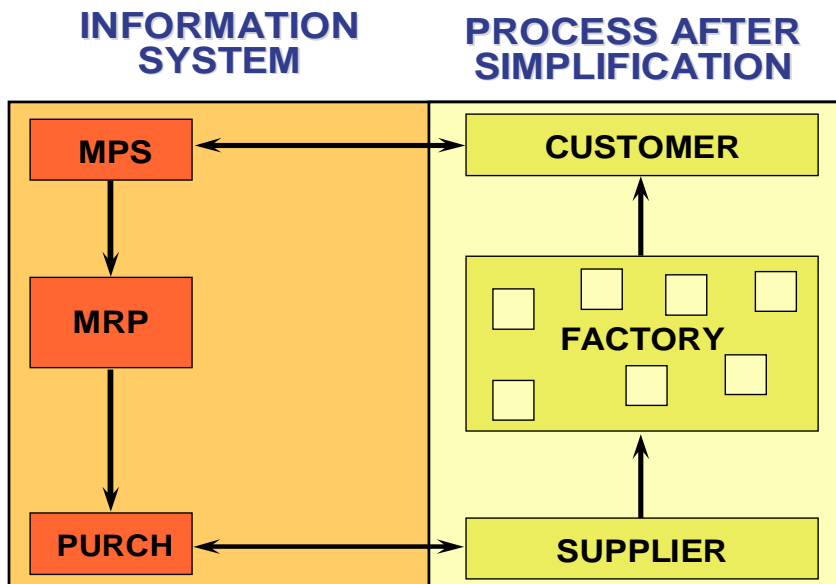 INFORMATION
SYSTEM
PROCESS AFTER
SIMPLIFICATION
MPS
CUSTOMER
MRP
FACTORY
PURCH
SUPPLIER